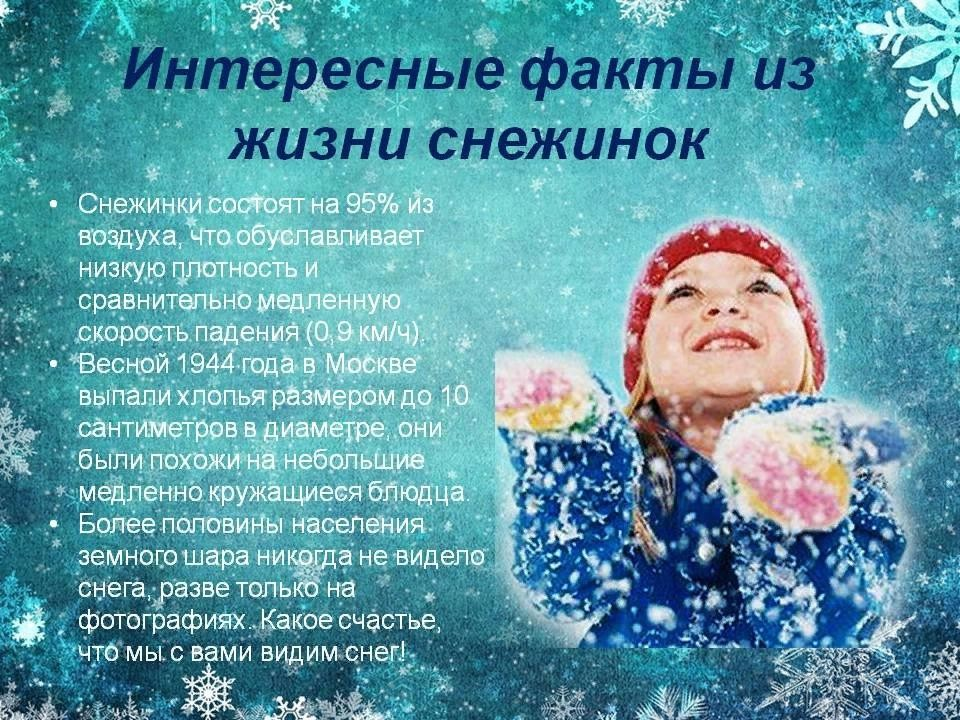 Интересные факты из
жизни снежинок
• Снежинки состоят на 95% из
воздуха, что обуславливает
низкую плотность и
сравнительно медленную
скорость падения (0,9 км/ч).
• Весной 1944 года в Москве
выпали хлопья размером до 10
сантиметров в диаметре, они
были похожи на небольшие
медленно кружащиеся блюдца.
• Более половины населения
земного шара никогда не видело
снега, разве только на
фотографиях. Какое счастье,
что мы с вами видим снег!